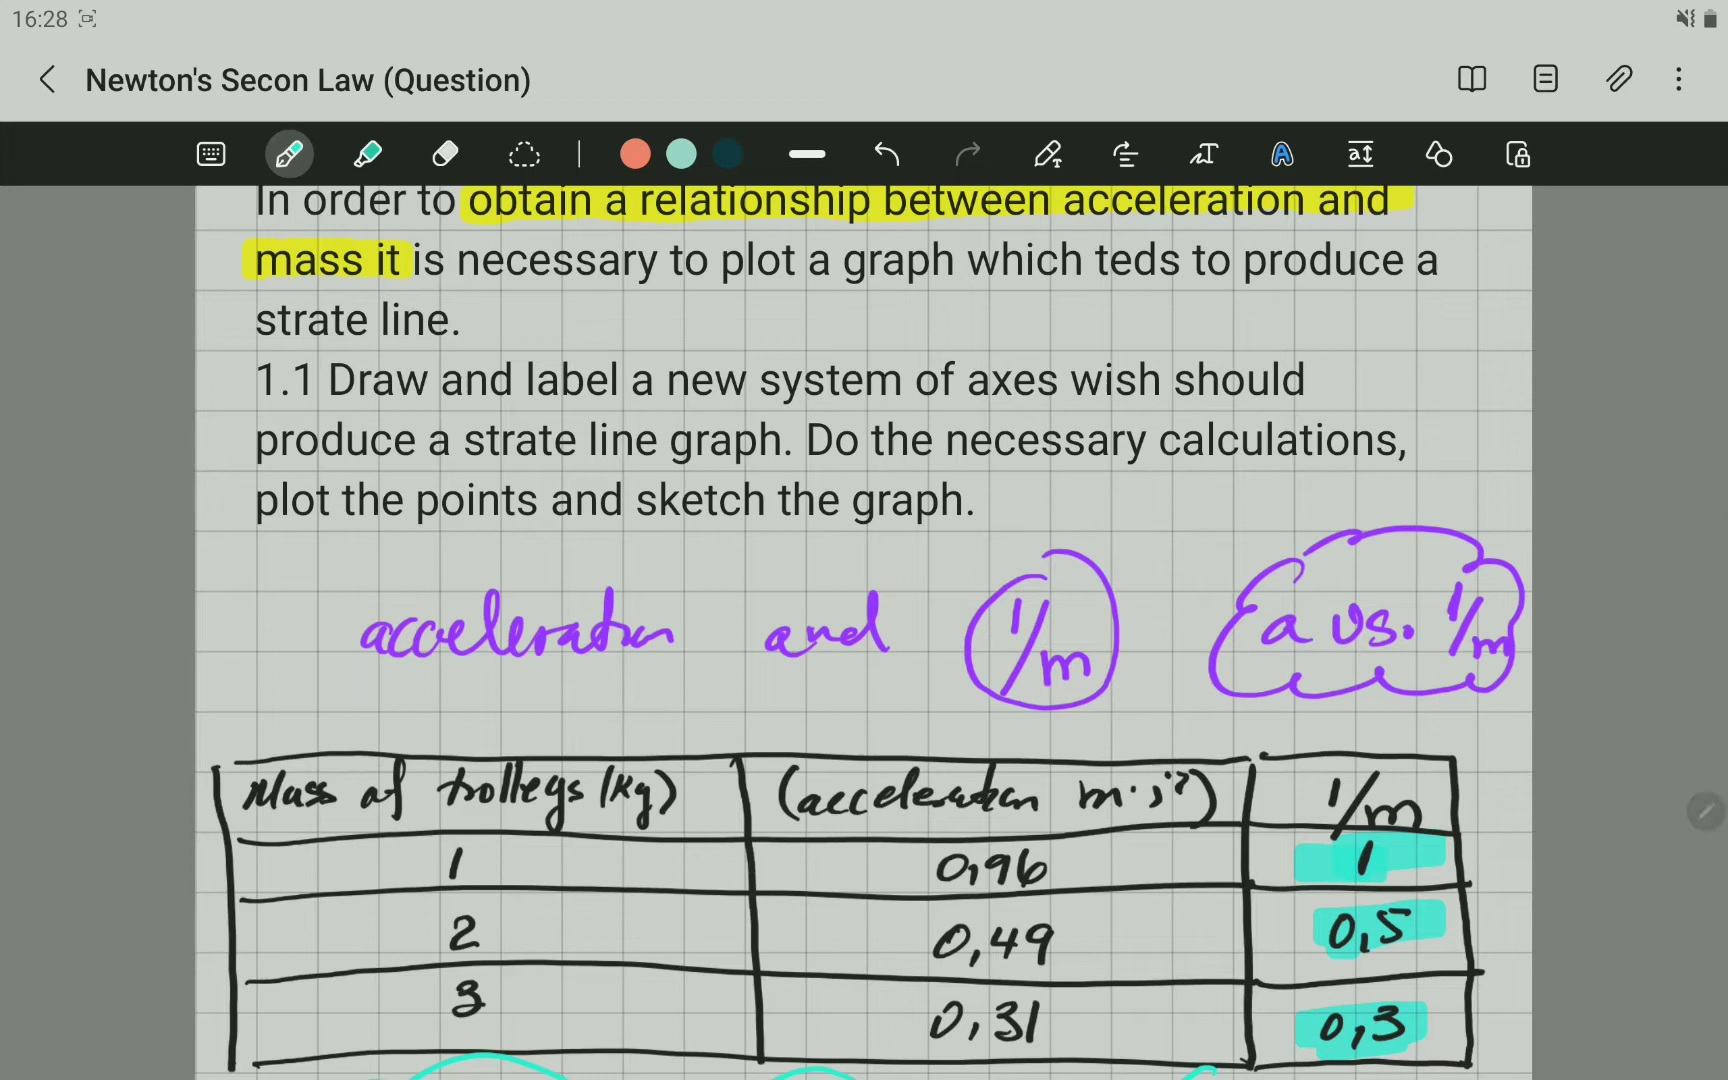 16:28
Newton's Secon Law (Question)
In order to obtain a relationship between acceleration and
mass it is necessary to plot a graph which teds to produce a
strate line.
1.1 Draw and label a new system of axes wish should
produce a strate line graph. Do the necessary calculations,
plot the points and sketch the graph.
acceleration and 1/m a vs. 1/m
Mass of trolleys (kg) (acceleration m·s²) 1/m
1 0,96 1
2 0,49 0,5
3 0,31 0,3